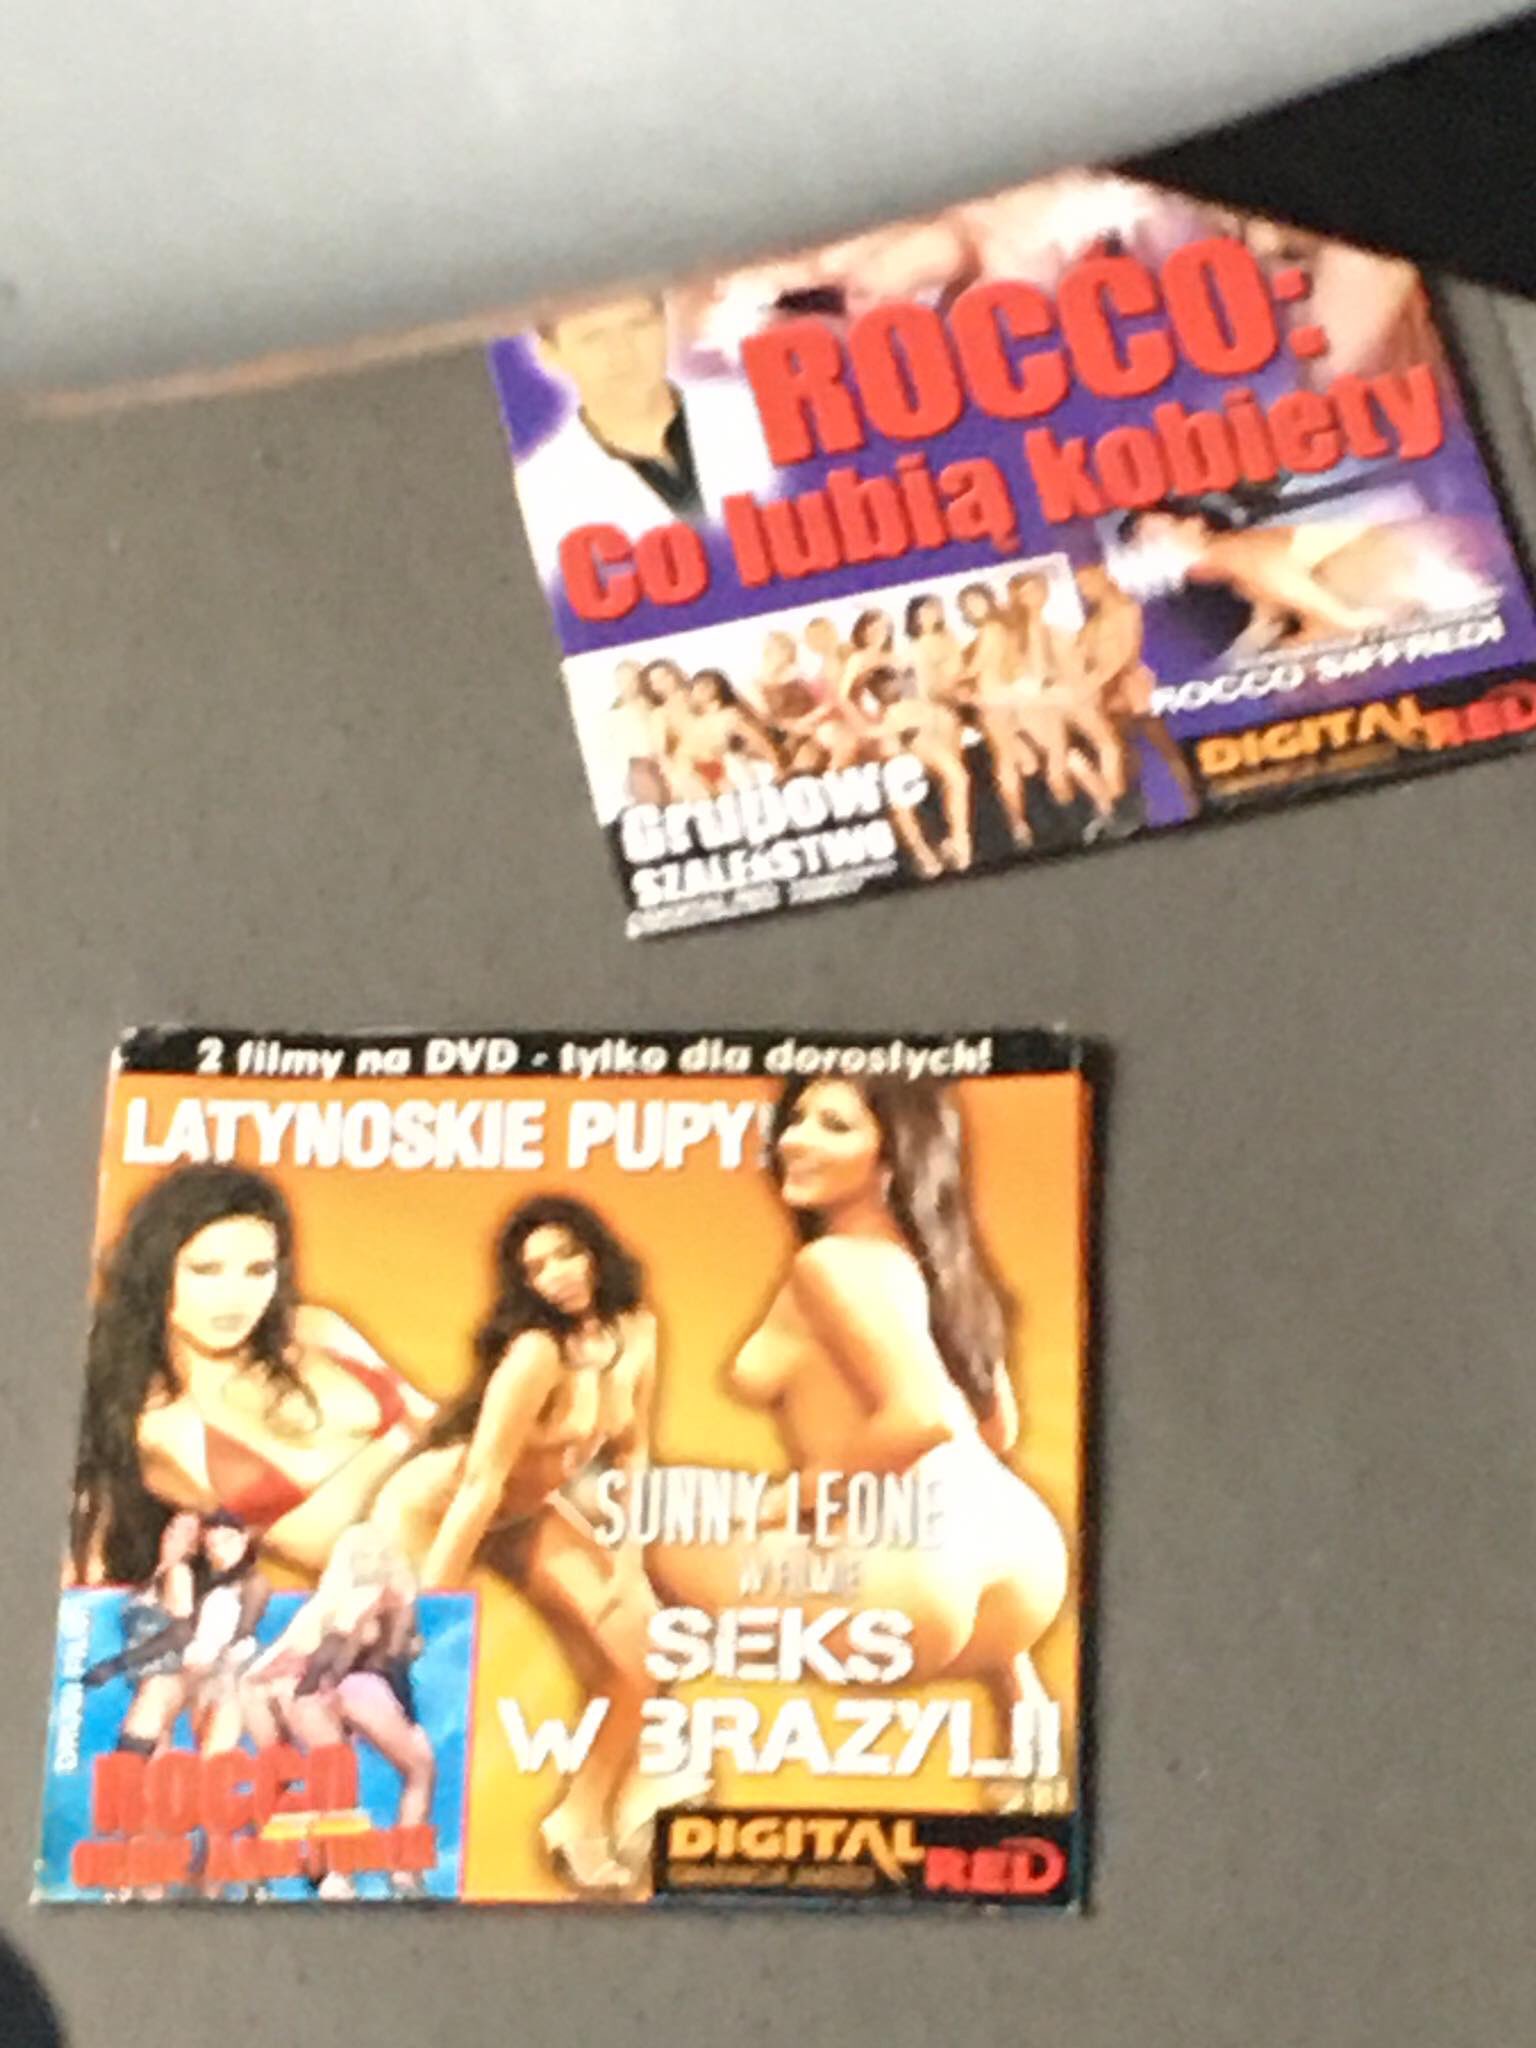 ROCCO:
Co lubią kobiety
ROCCO SIFFREDI
Grupowe
SZALEŃSTWO
DIGITAL RED
2 filmy na DVD - tylko dla dorosłych!
LATYNOSKIE PUPY!
SUNNY LEONE
W FILMIE
SEKS
W BRAZYLII
ROCCO
DIGITAL
RED